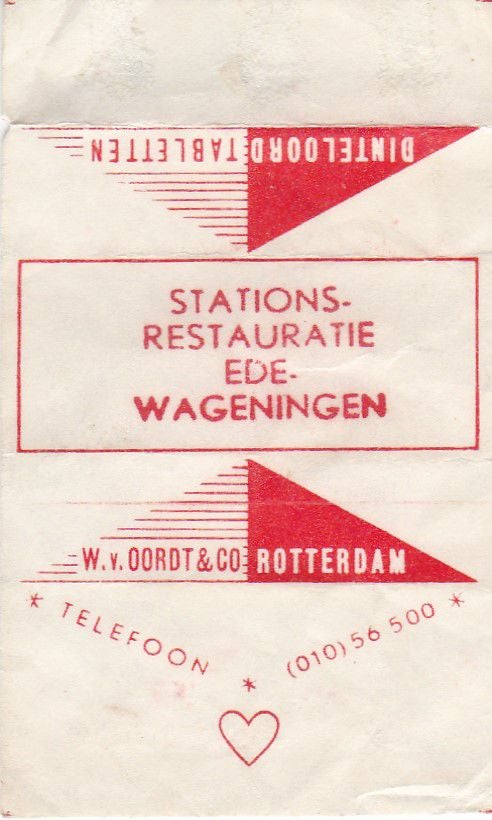 DINTELOORD TABLETTEN
STATIONS-
RESTAURATIE
EDE-
WAGENINGEN
W.v.OORDT&CO ROTTERDAM
* TELEFOON * (010) 56 500 *